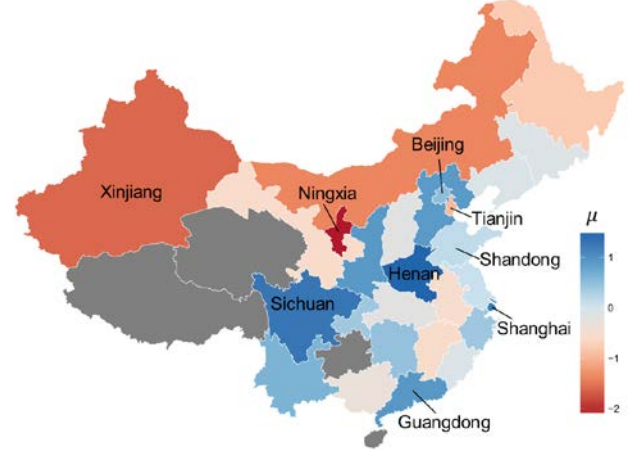 Beijing
Xinjiang
Ningxia
Tianjin
μ
Shandong
1
Henan
0
Sichuan
Shanghai
-1
Guangdong
-2